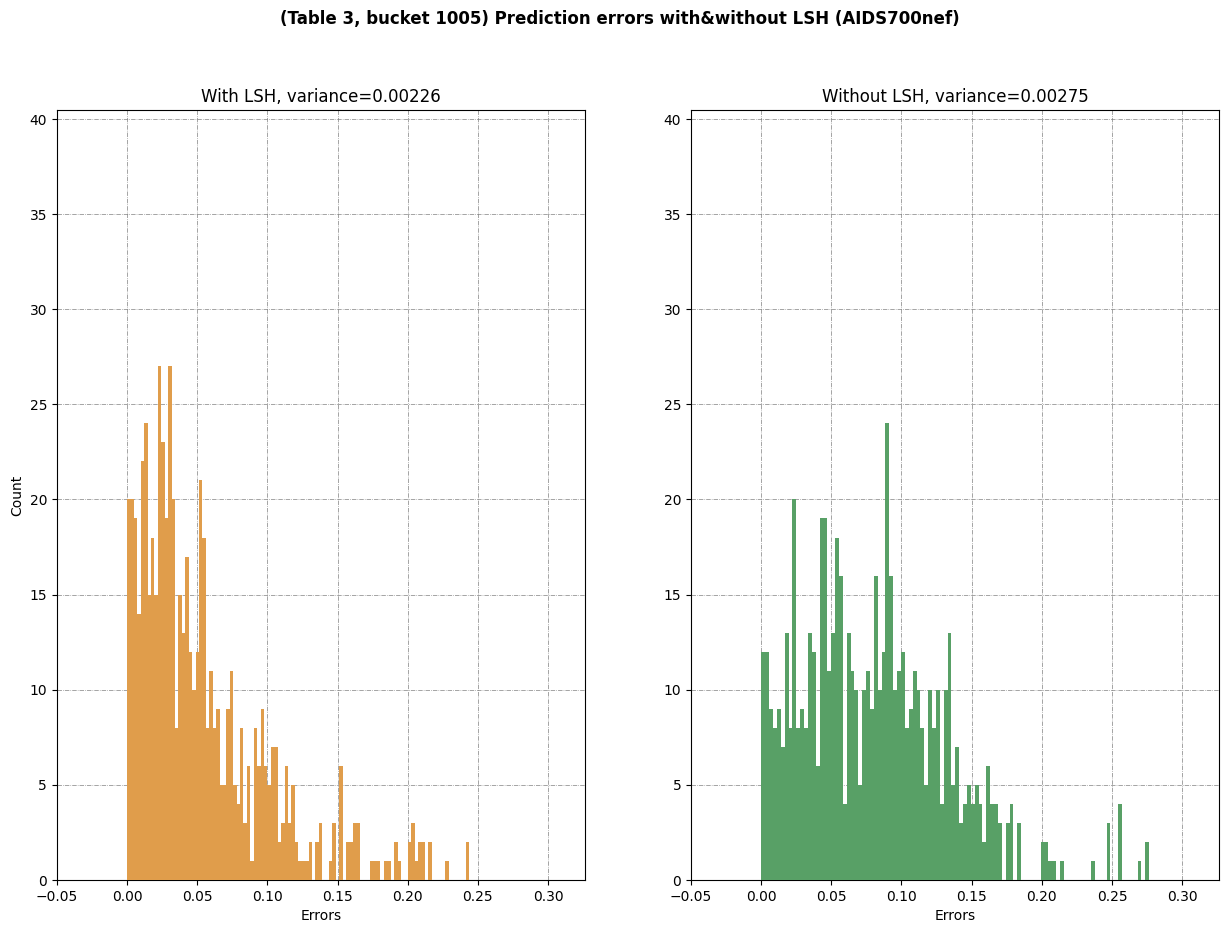 (Table 3, bucket 1005) Prediction errors with&without LSH (AIDS700nef)
With LSH, variance=0.00226
40
35
30
25
20
15
10
5
0
Count
−0.05 0.00 0.05 0.10 0.15 0.20 0.25 0.30
Errors
Without LSH, variance=0.00275
40
35
30
25
20
15
10
5
0
−0.05 0.00 0.05 0.10 0.15 0.20 0.25 0.30
Errors